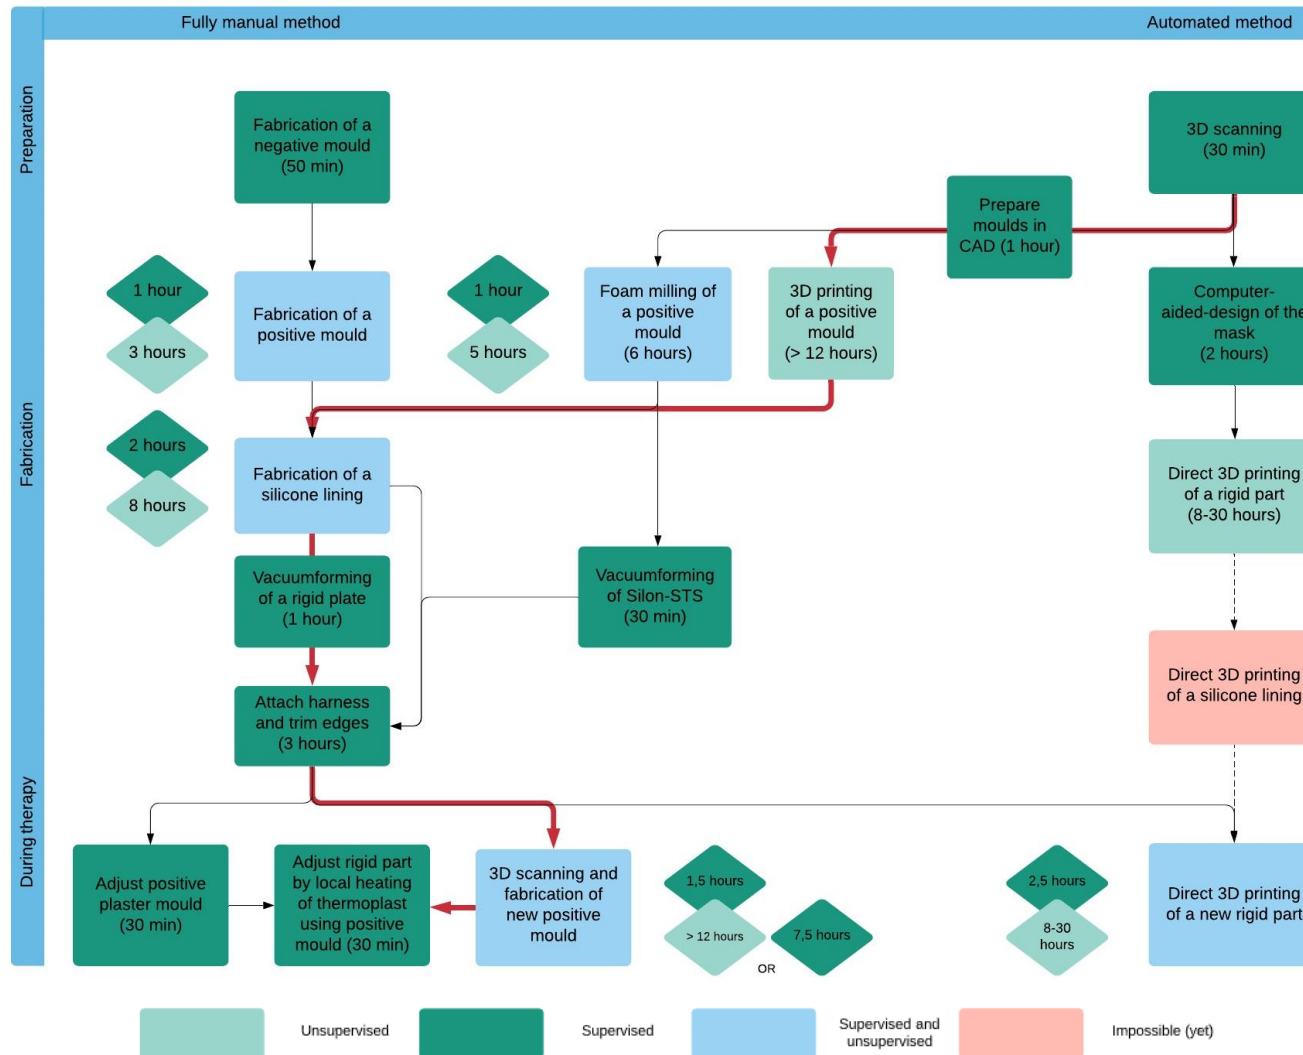 Fully manual method
Automated method
Preparation
Fabrication of a
negative mould
(50 min)
3D scanning
(30 min)
Prepare
moulds in
CAD (1 hour)
1 hour
3 hours
Fabrication of a
positive mould
1 hour
5 hours
Foam milling of
a positive
mould
(6 hours)
3D printing
of a positive
mould
(> 12 hours)
Computer-
aided-design of the
mask
(2 hours)
Fabrication
2 hours
8 hours
Fabrication of a
silicone lining
Direct 3D printing
of a rigid part
(8-30 hours)
Vacuumforming
of a rigid plate
(1 hour)
Vacuumforming
of Silon-STS
(30 min)
Direct 3D printing
of a silicone lining
Attach harness
and trim edges
(3 hours)
During therapy
Adjust positive
plaster mould
(30 min)
Adjust rigid part
by local heating
of thermoplast
using positive
mould (30 min)
3D scanning and
fabrication of
new positive
mould
1,5 hours
> 12 hours
OR
7,5 hours
2,5 hours
8-30
hours
Direct 3D printing
of a new rigid part
Unsupervised
Supervised
Supervised and
unsupervised
Impossible (yet)